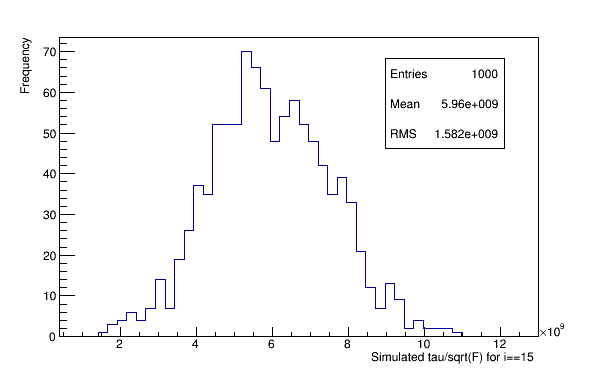 Frequency
70
60
50
40
30
20
10
0
Entries 1000
Mean 5.96e+009
RMS 1.582e+009
2 4 6 8 10 12 ×10⁹
Simulated tau/sqrt(F) for i==15